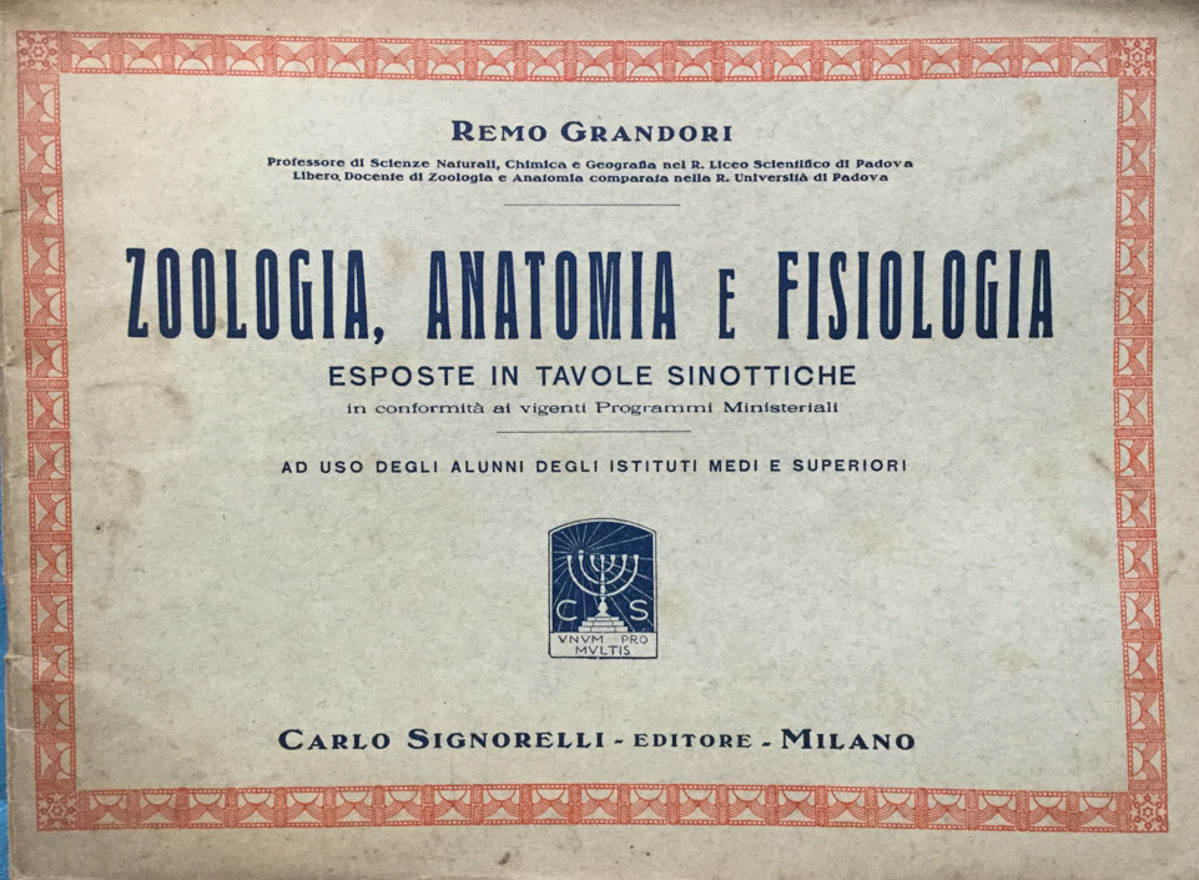 REMO GRANDORI
Professore di Scienze Naturali, Chimica e Geografia nel R. Liceo Scientifico di Padova
Libero Docente di Zoologia e Anatomia comparata nella R. Università di Padova
ZOOLOGIA, ANATOMIA E FISIOLOGIA
ESPOSTE IN TAVOLE SINOTTICHE
in conformità ai vigenti Programmi Ministeriali
AD USO DEGLI ALUNNI DEGLI ISTITUTI MEDI E SUPERIORI
C S
VNVM PRO
MVLTIS
CARLO SIGNORELLI - EDITORE - MILANO